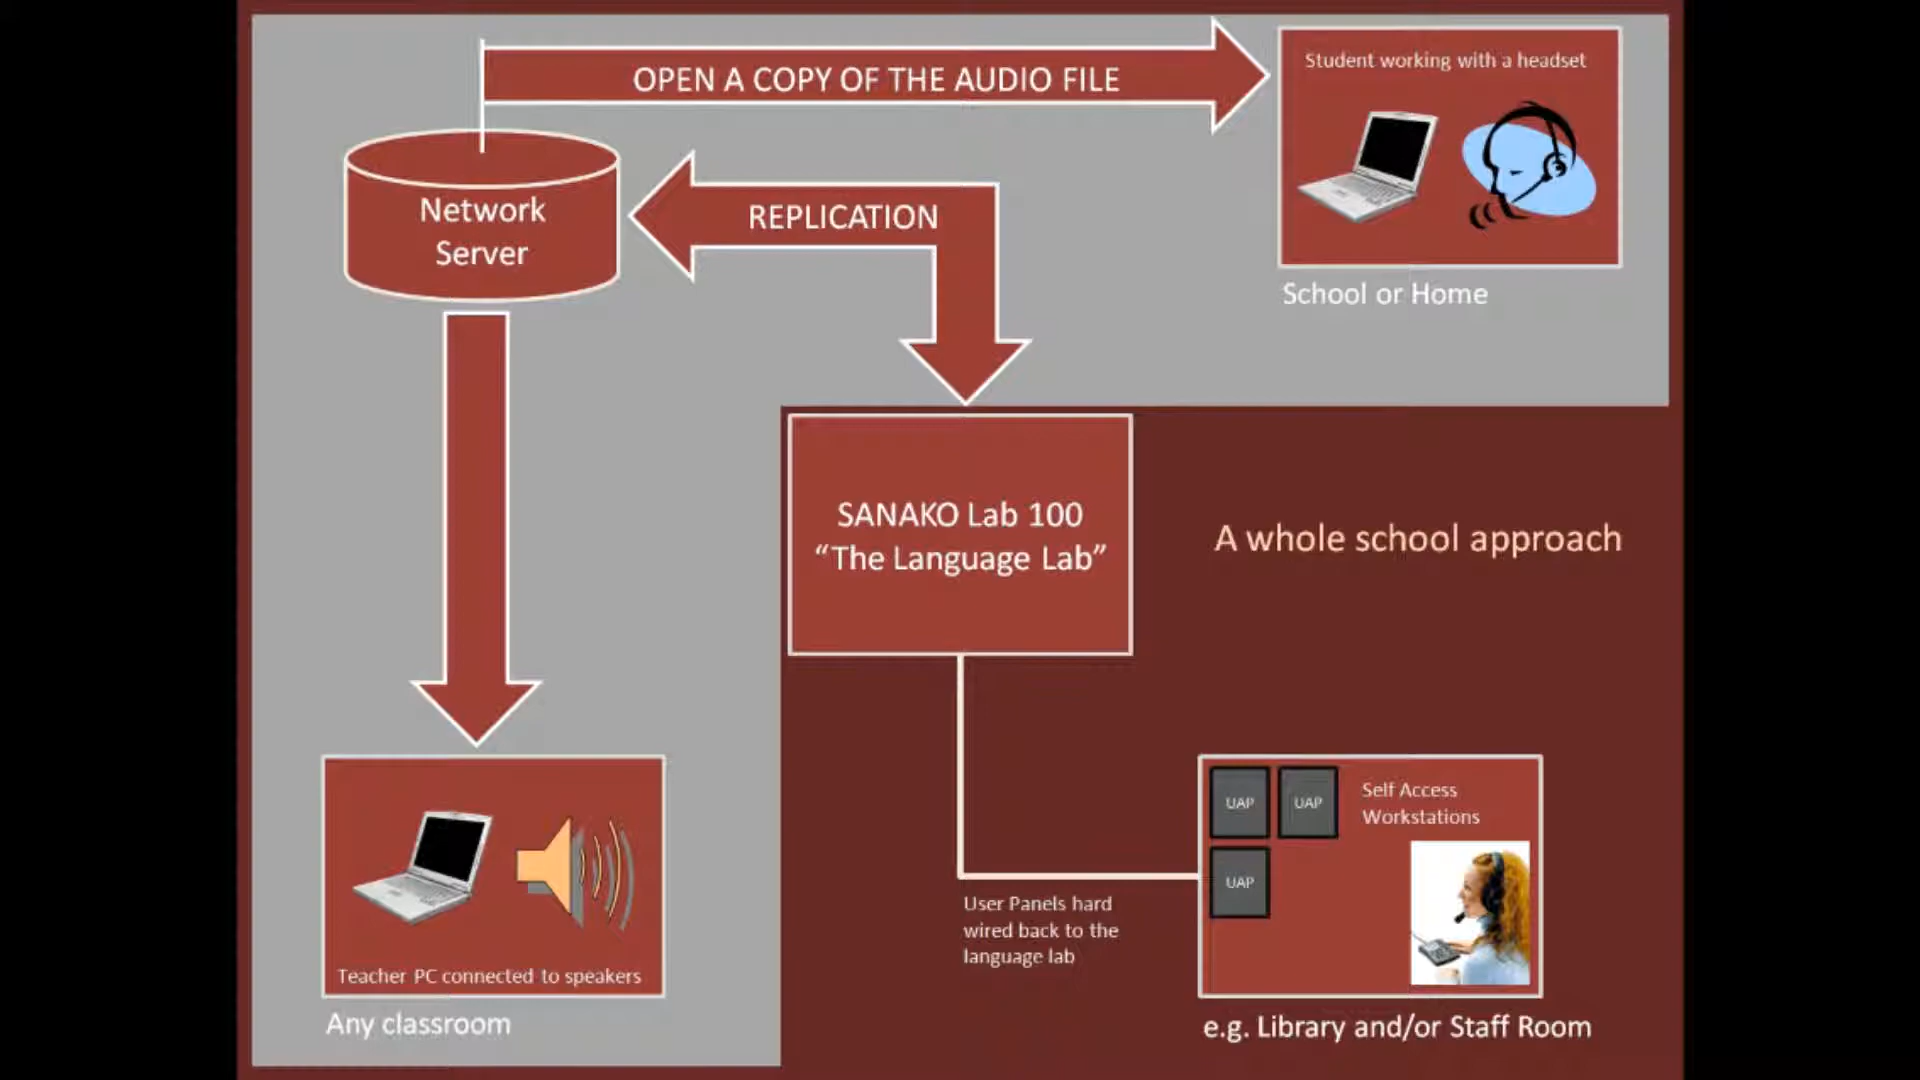 OPEN A COPY OF THE AUDIO FILE
Student working with a headset
Network
Server
REPLICATION
School or Home
SANAKO Lab 100
“The Language Lab”
A whole school approach
UAP
UAP
Self Access
Workstations
UAP
User Panels hard
wired back to the
language lab
Teacher PC connected to speakers
Any classroom
e.g. Library and/or Staff Room